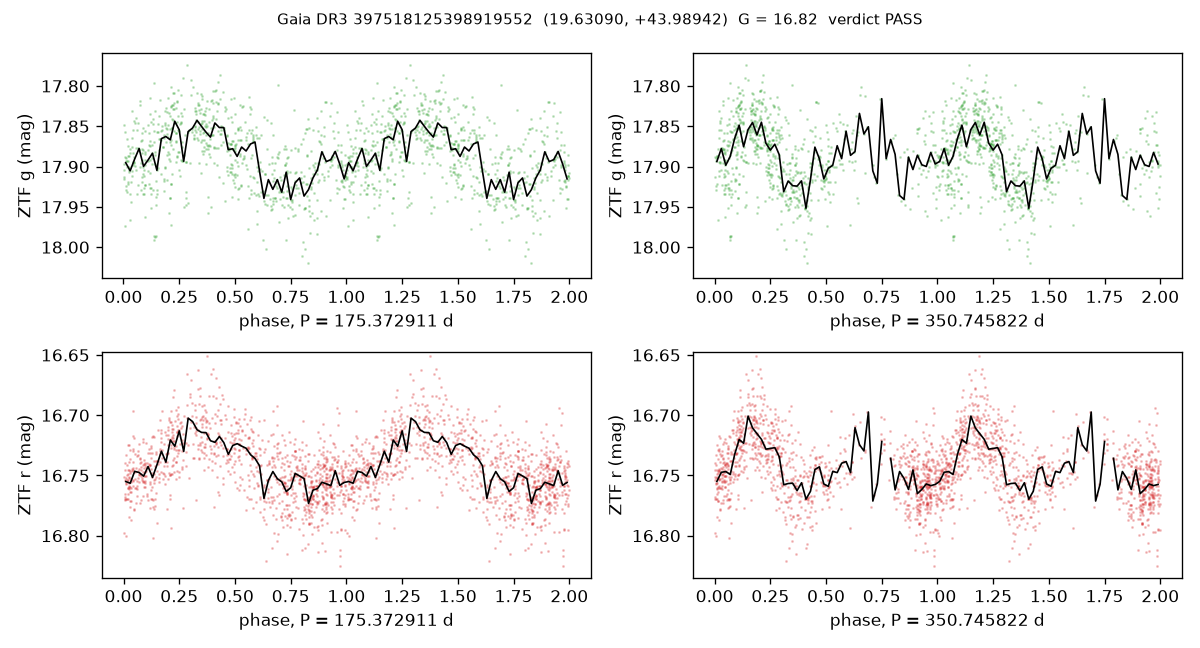 Gaia DR3 397518125398919552  (19.63090, +43.98942)  G = 16.82  verdict PASS
ZTF g (mag)
17.80
17.85
17.90
17.95
18.00
0.00 0.25 0.50 0.75 1.00 1.25 1.50 1.75 2.00
phase, P = 175.372911 d
ZTF g (mag)
17.80
17.85
17.90
17.95
18.00
0.00 0.25 0.50 0.75 1.00 1.25 1.50 1.75 2.00
phase, P = 350.745822 d
ZTF r (mag)
16.65
16.70
16.75
16.80
0.00 0.25 0.50 0.75 1.00 1.25 1.50 1.75 2.00
phase, P = 175.372911 d
ZTF r (mag)
16.65
16.70
16.75
16.80
0.00 0.25 0.50 0.75 1.00 1.25 1.50 1.75 2.00
phase, P = 350.745822 d